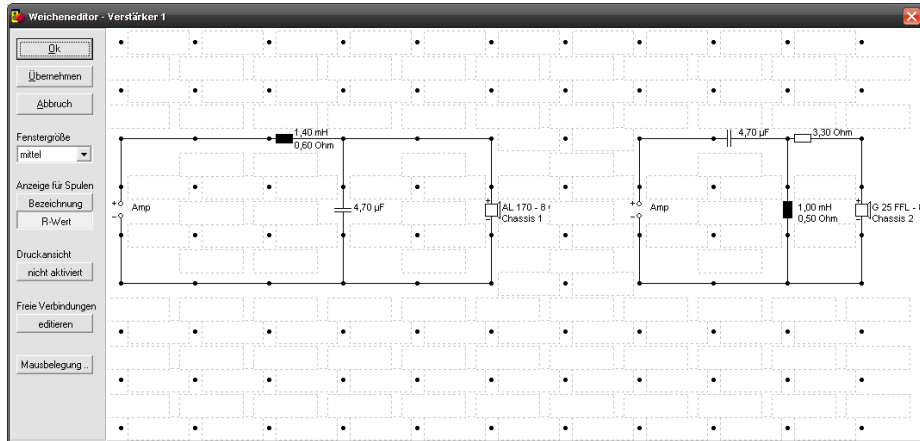 Weicheneditor - Verstärker 1
Ok
Übernehmen
Abbruch
Fenstergröße
mittel
Anzeige für Spulen
Bezeichnung
R-Wert
Druckansicht
nicht aktiviert
Freie Verbindungen
editieren
Mausbelegung ..
1,40 mH
0,60 Ohm
+
Amp
-
4,70 µF
+
AL 170 - 8
-
Chassis 1
4,70 µF
3,30 Ohm
+
Amp
-
1,00 mH
0,50 Ohm
+
G 25 FFL - 8
-
Chassis 2